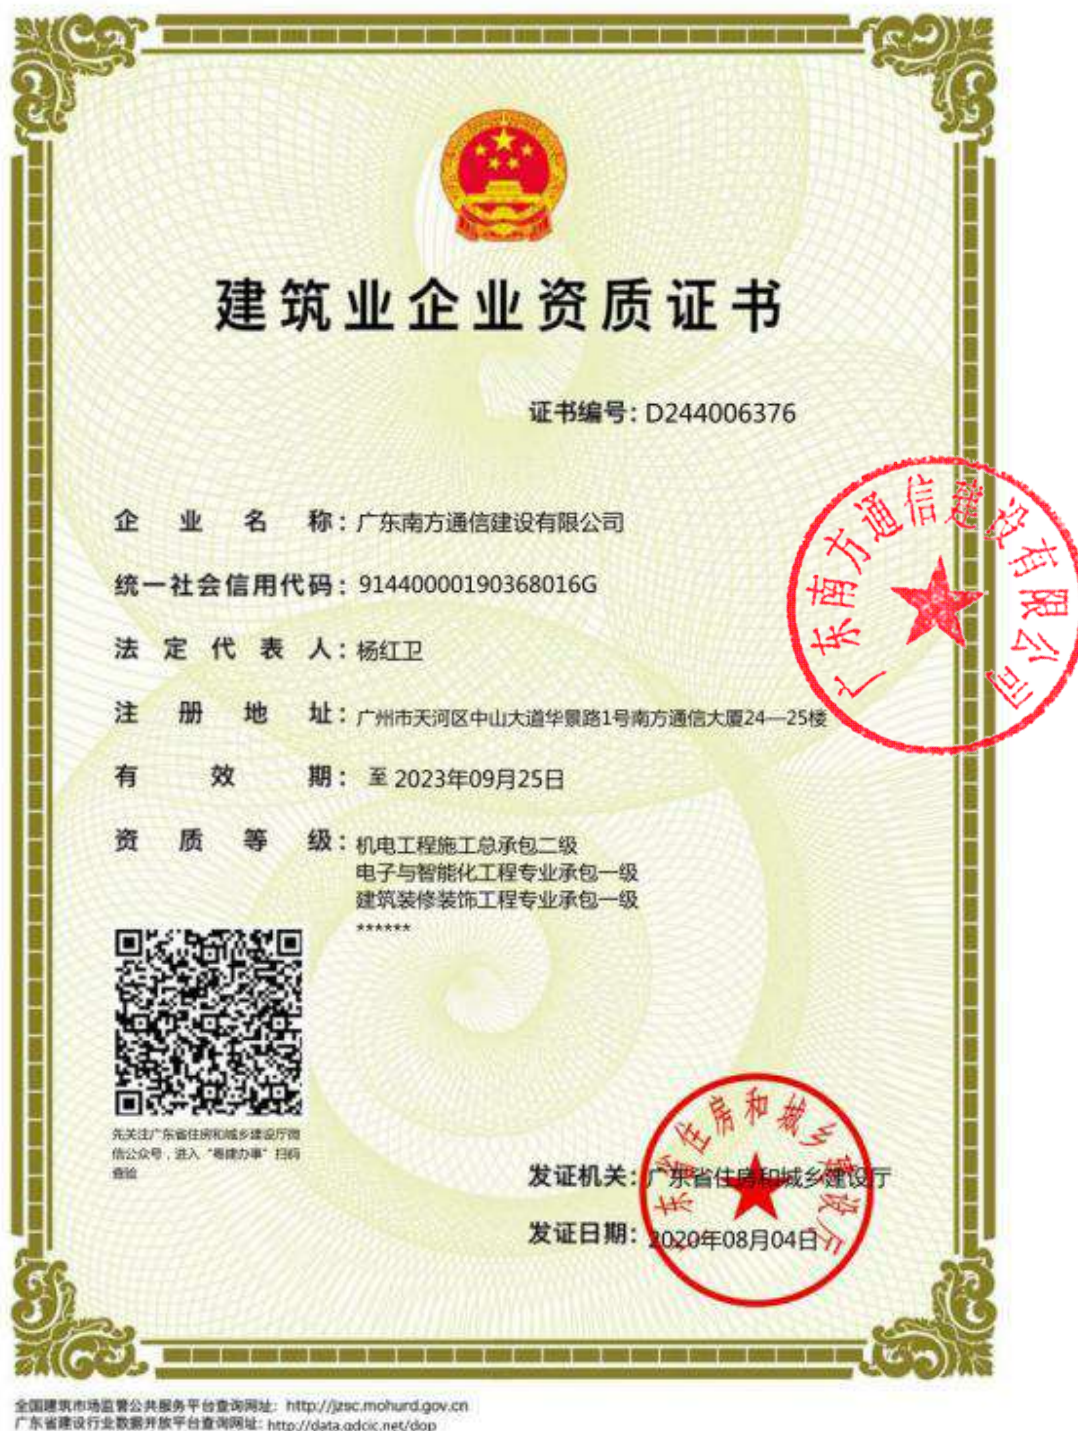 建筑业企业资质证书
证书编号：D244006376
企业名称：广东南方通信建设有限公司
统一社会信用代码：91440000190368016G
法定代表人：杨红卫
注册地址：广州市天河区中山大道华景路1号南方通信大厦24—25楼
有效期：至 2023年09月25日
资质等级：机电工程施工总承包二级
电子与智能化工程专业承包一级
建筑装修装饰工程专业承包一级
******
广东南方通信建设有限公司
先关注广东省住房和城乡建设厅微
信公众号，进入“粤建办事”扫码
查验
发证机关：广东省住房和城乡建设厅
发证日期：2020年08月04日
广东省住房和城乡建设厅
全国建筑市场监管公共服务平台查询网址：http://jzsc.mohurd.gov.cn
广东省建设行业数据开放平台查询网址：http://data.gdcic.net/dop